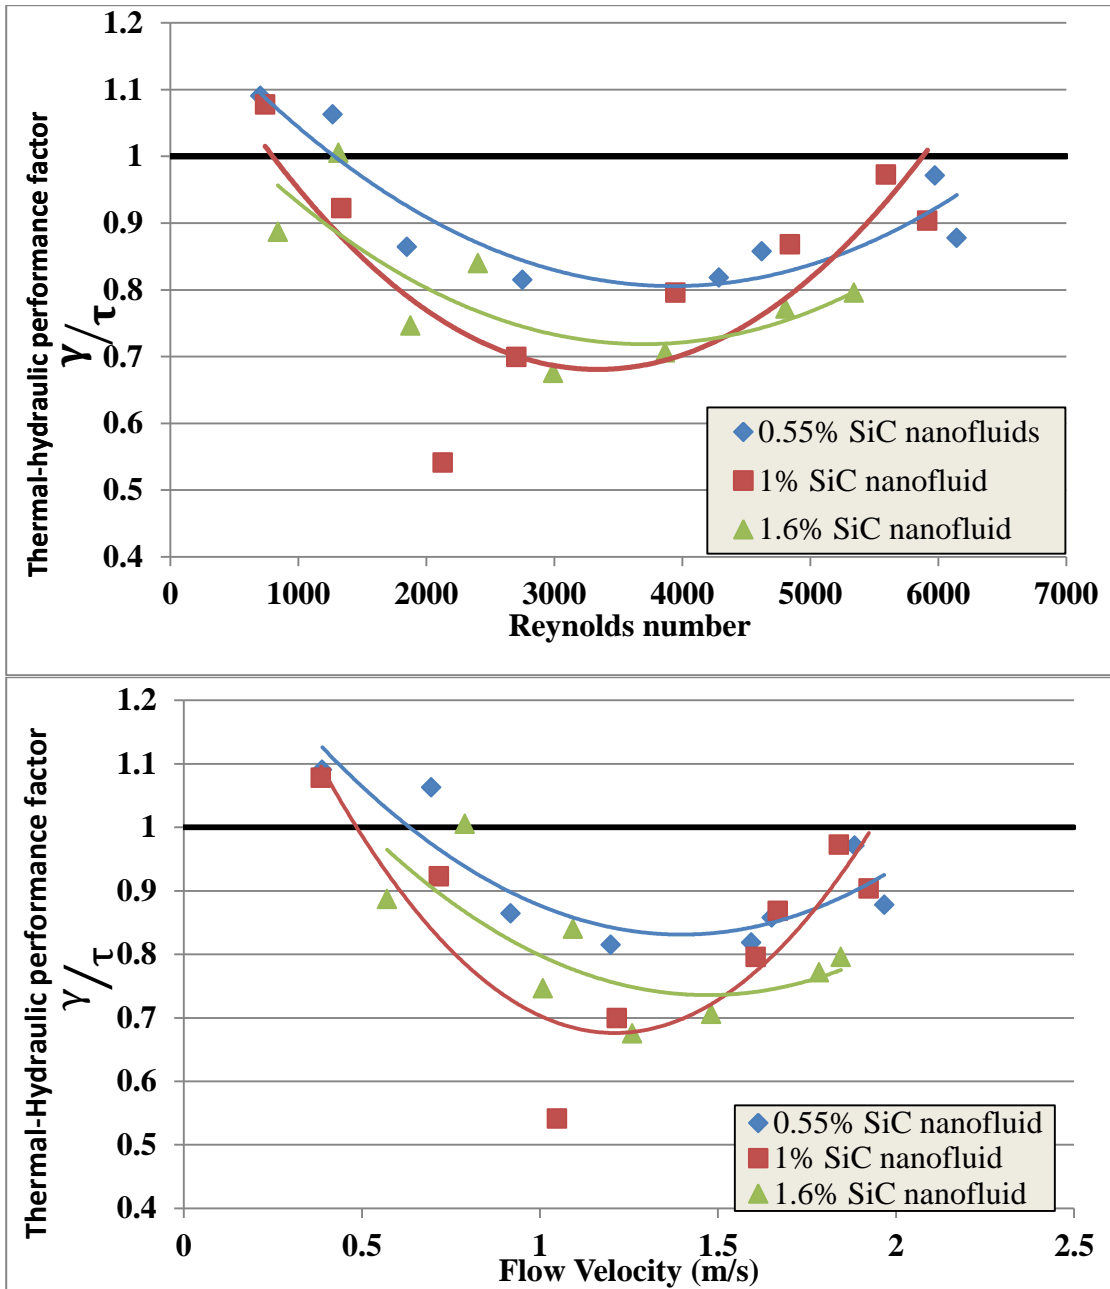 Thermal-hydraulic performance factor
γ/τ
1.2
1.1
1
0.9
0.8
0.7
0.6
0.5
0.4
0.55% SiC nanofluids
1% SiC nanofluid
1.6% SiC nanofluid
0 1000 2000 3000 4000 5000 6000 7000
Reynolds number
Thermal-Hydraulic performance factor
γ/τ
1.2
1.1
1
0.9
0.8
0.7
0.6
0.5
0.4
0.55% SiC nanofluid
1% SiC nanofluid
1.6% SiC nanofluid
0 0.5 1 1.5 2 2.5
Flow Velocity (m/s)